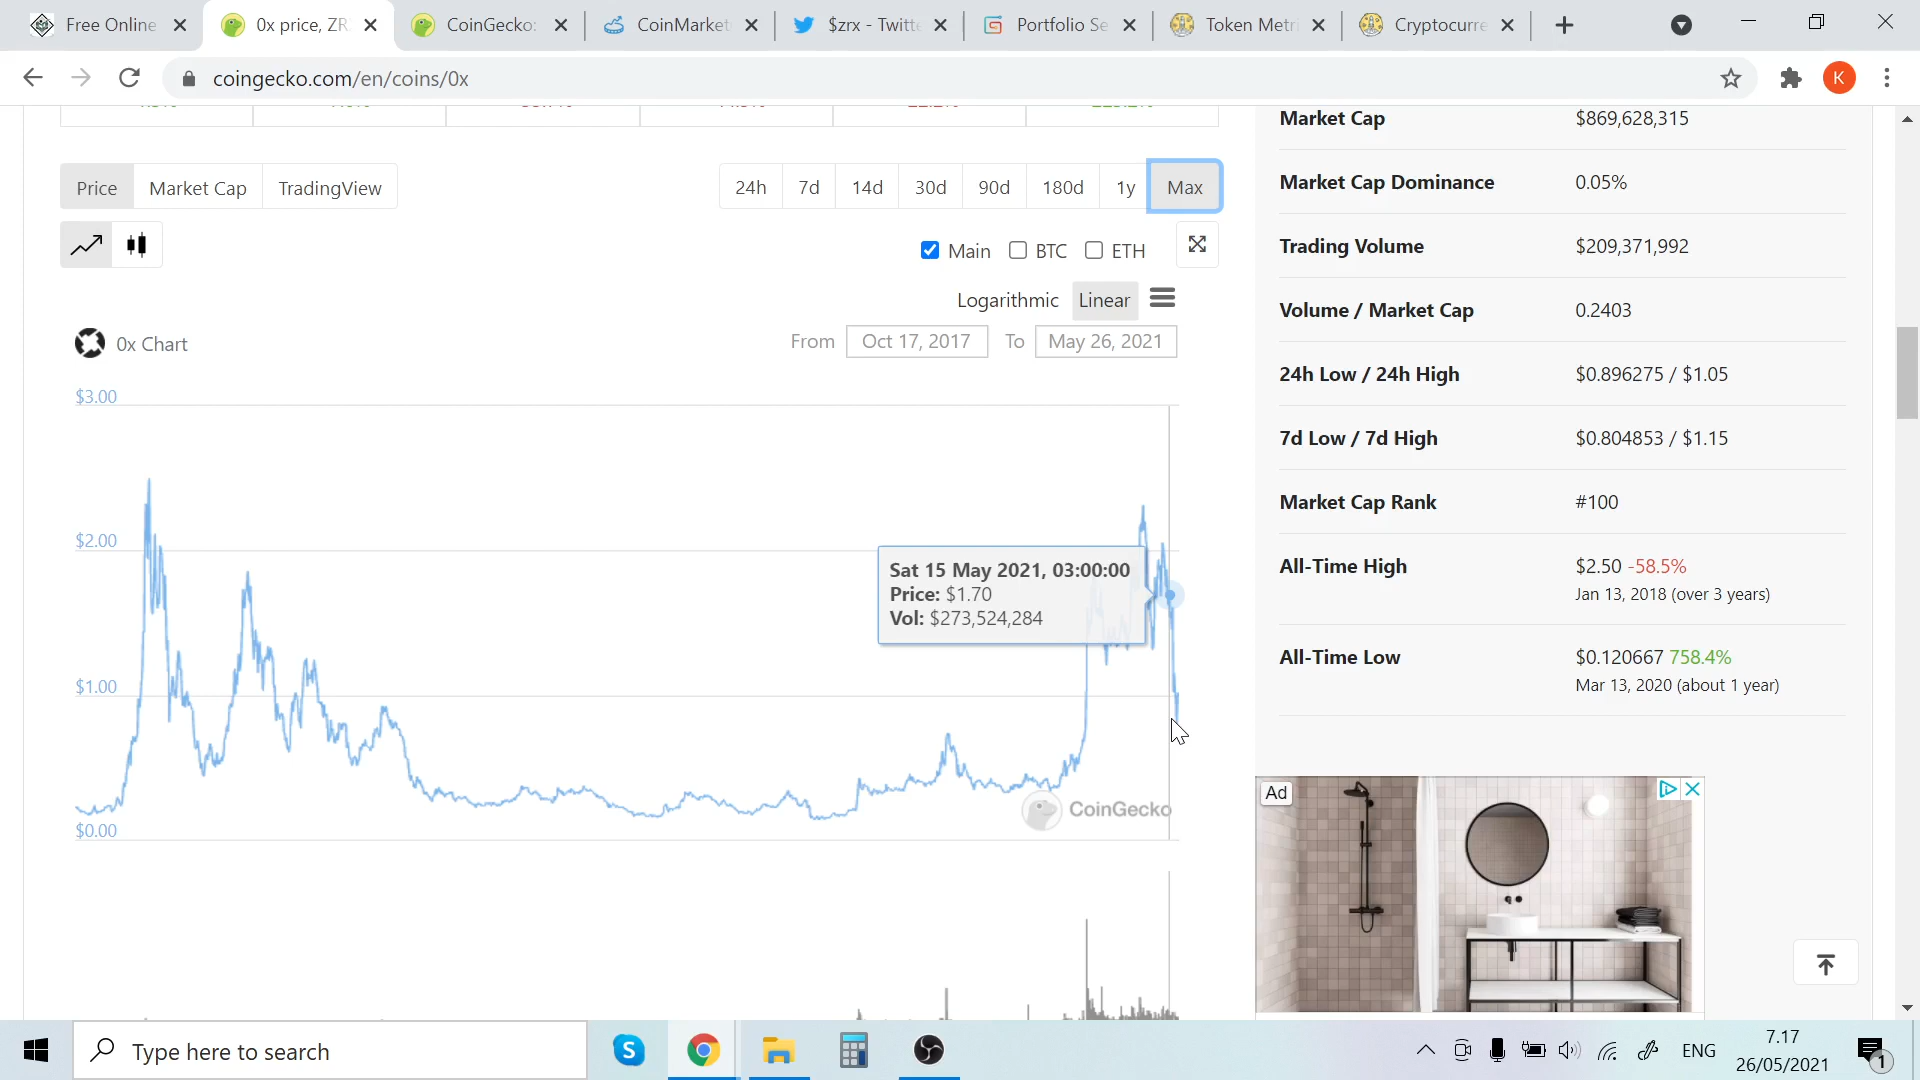 Free Online
0x price, ZR
CoinGecko:
CoinMarket
$zrx - Twitte
Portfolio Se
Token Metri
Cryptocurre
coingecko.com/en/coins/0x
K
Market Cap $869,628,315
Price Market Cap TradingView
24h 7d 14d 30d 90d 180d 1y Max
Market Cap Dominance 0.05%
Main BTC ETH
Trading Volume $209,371,992
Logarithmic Linear
Volume / Market Cap 0.2403
0x Chart
From Oct 17, 2017 To May 26, 2021
24h Low / 24h High $0.896275 / $1.05
$3.00
7d Low / 7d High $0.804853 / $1.15
Market Cap Rank #100
$2.00
Sat 15 May 2021, 03:00:00
Price: $1.70
Vol: $273,524,284
All-Time High $2.50 -58.5%
Jan 13, 2018 (over 3 years)
$1.00
All-Time Low $0.120667 758.4%
Mar 13, 2020 (about 1 year)
CoinGecko
$0.00
Ad
Type here to search
S
ENG
7.17
26/05/2021
1